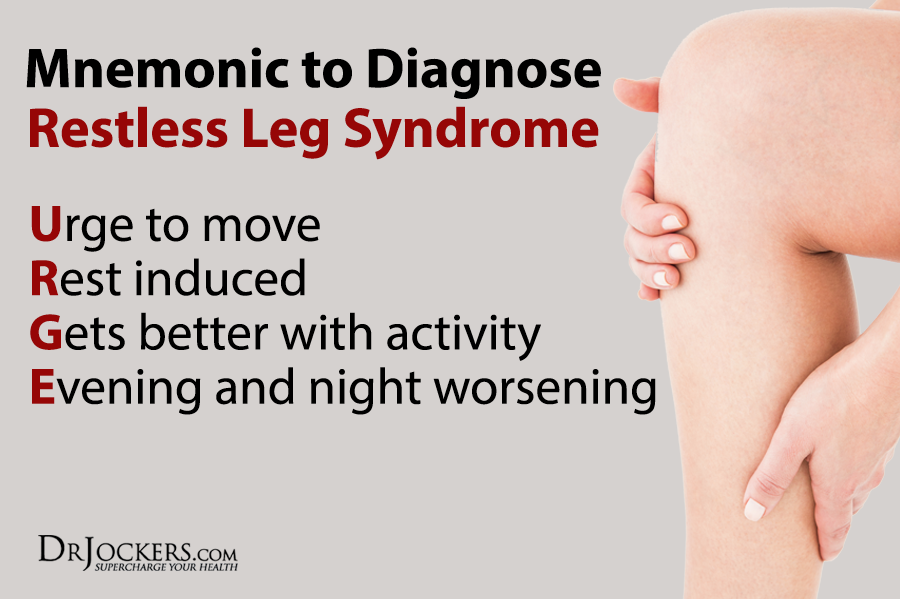 Mnemonic to Diagnose
Restless Leg Syndrome
Urge to move
Rest induced
Gets better with activity
Evening and night worsening
DRJOCKERS.COM
SUPERCHARGE YOUR HEALTH